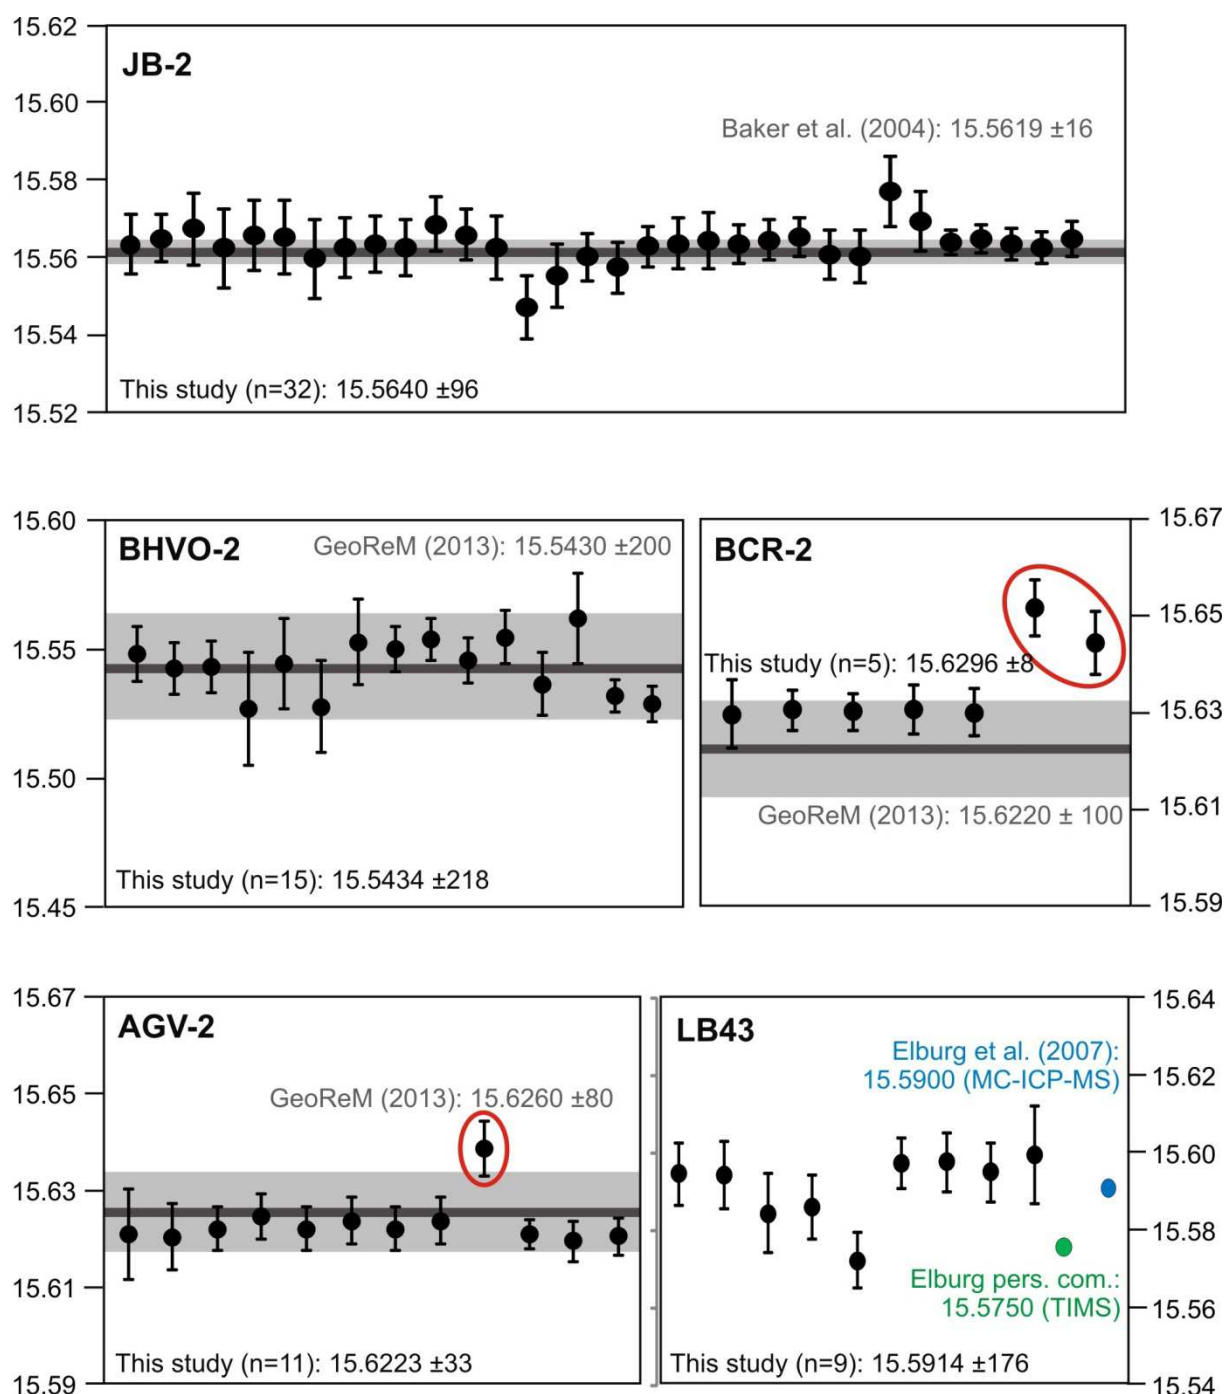 15.62
15.60
15.58
15.56
15.54
15.52
JB-2
Baker et al. (2004): 15.5619 ±16
This study (n=32): 15.5640 ±96
15.60
15.55
15.50
15.45
BHVO-2
GeoReM (2013): 15.5430 ±200
This study (n=15): 15.5434 ±218
BCR-2
This study (n=5): 15.6296 ±8
GeoReM (2013): 15.6220 ± 100
15.67
15.65
15.63
15.61
15.59
15.67
15.65
15.63
15.61
15.59
AGV-2
GeoReM (2013): 15.6260 ±80
This study (n=11): 15.6223 ±33
LB43
Elburg et al. (2007):
15.5900 (MC-ICP-MS)
Elburg pers. com.:
15.5750 (TIMS)
This study (n=9): 15.5914 ±176
15.64
15.62
15.60
15.58
15.56
15.54